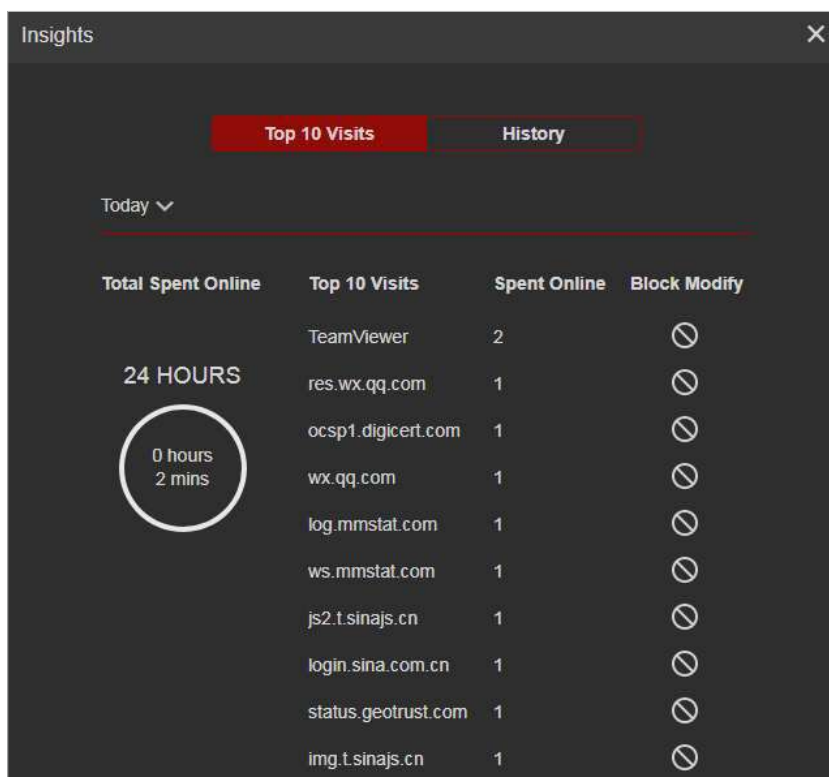 Insights
Top 10 Visits History
Today
Total Spent Online Top 10 Visits Spent Online Block Modify
TeamViewer 2
24 HOURS
res.wx.qq.com 1
ocsp1.digicert.com 1
0 hours
2 mins
wx.qq.com 1
log.mmstat.com 1
ws.mmstat.com 1
js2.t.sinajs.cn 1
login.sina.com.cn 1
status.geotrust.com 1
img.t.sinajs.cn 1